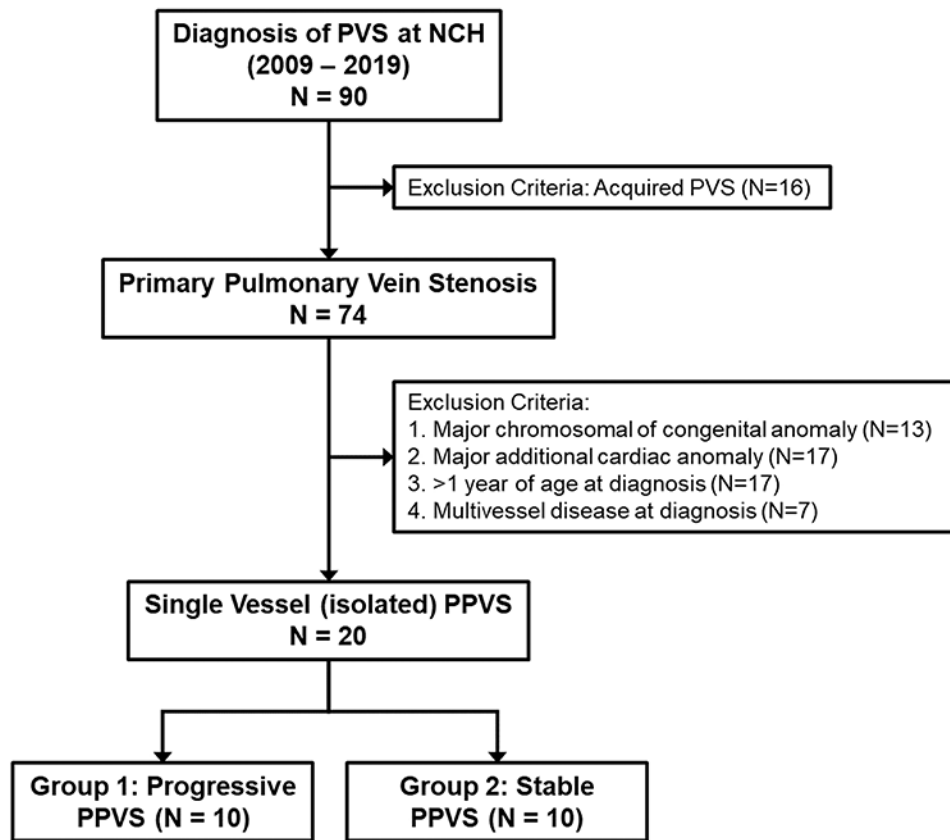 Diagnosis of PVS at NCH
(2009 – 2019)
N = 90
Exclusion Criteria: Acquired PVS (N=16)
Primary Pulmonary Vein Stenosis
N = 74
Exclusion Criteria:
1. Major chromosomal of congenital anomaly (N=13)
2. Major additional cardiac anomaly (N=17)
3. >1 year of age at diagnosis (N=17)
4. Multivessel disease at diagnosis (N=7)
Single Vessel (isolated) PPVS
N = 20
Group 1: Progressive
PPVS (N = 10)
Group 2: Stable
PPVS (N = 10)